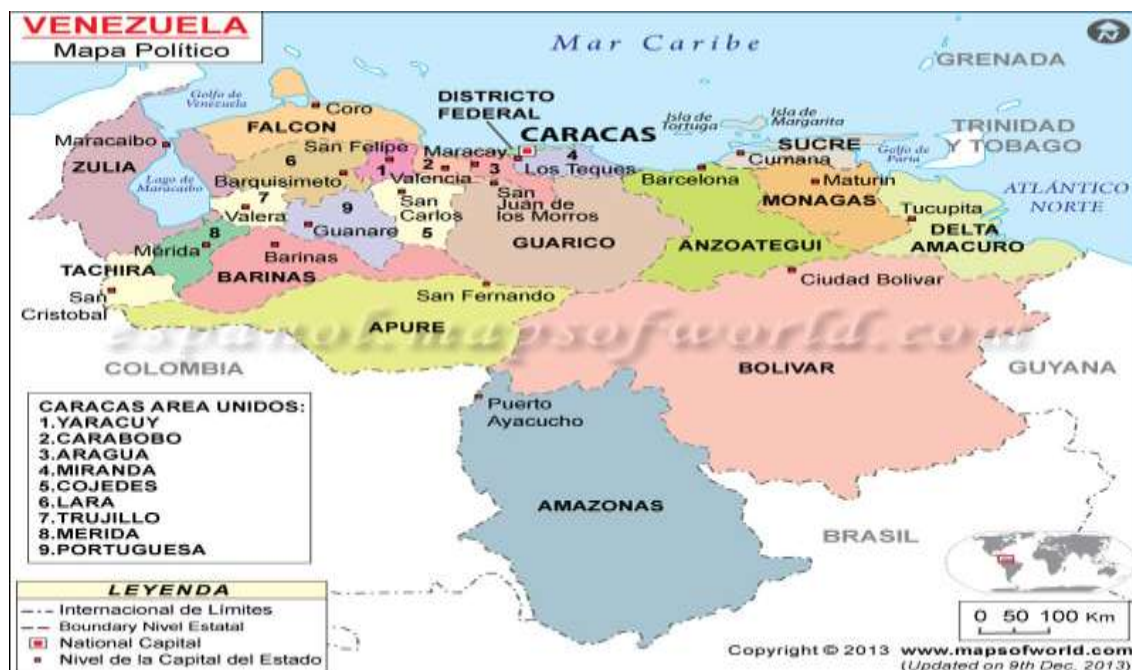 VENEZUELA
Mapa Político
Mar Caribe
GRENADA
Golfo de
Venezuela
Coro
DISTRICTO
FEDERAL
Isla de
Tortuga
Isla de
Margarita
TRINIDAD
Y TOBAGO
Maracaibo
FALCON
CARACAS
SUCRE
Golfo de
Paria
ZULIA
San Felipe
Maracay
Cumana
6
1
2
3
4
Los Teques
Lago de
Maracaibo
Barquisimeto
Valencia
Barcelona
Maturin
ATLÁNTICO
NORTE
7
Valera
9
San
Carlos
San
Juan de
los Morros
MONAGAS
Tucupita
8
Guanare
5
GUARICO
ANZOATEGUI
DELTA
AMACURO
Mérida
Barinas
TACHIRA
BARINAS
Ciudad Bolivar
San
Cristobal
San Fernando
APURE
espanol.mapsofworld.com
COLOMBIA
BOLIVAR
GUYANA
Puerto
Ayacucho
CARACAS AREA UNIDOS:
1.YARACUY
2.CARABOBO
3.ARAGUA
4.MIRANDA
5.COJEDES
6.LARA
7.TRUJILLO
8.MERIDA
9.PORTUGUESA
AMAZONAS
BRASIL
LEYENDA
Internacional de Límites
Boundary Nivel Estatal
National Capital
Nivel de la Capital del Estado
0 50 100 Km
Copyright © 2013 www.mapsofworld.com
(Updated on 9th Dec, 2013)